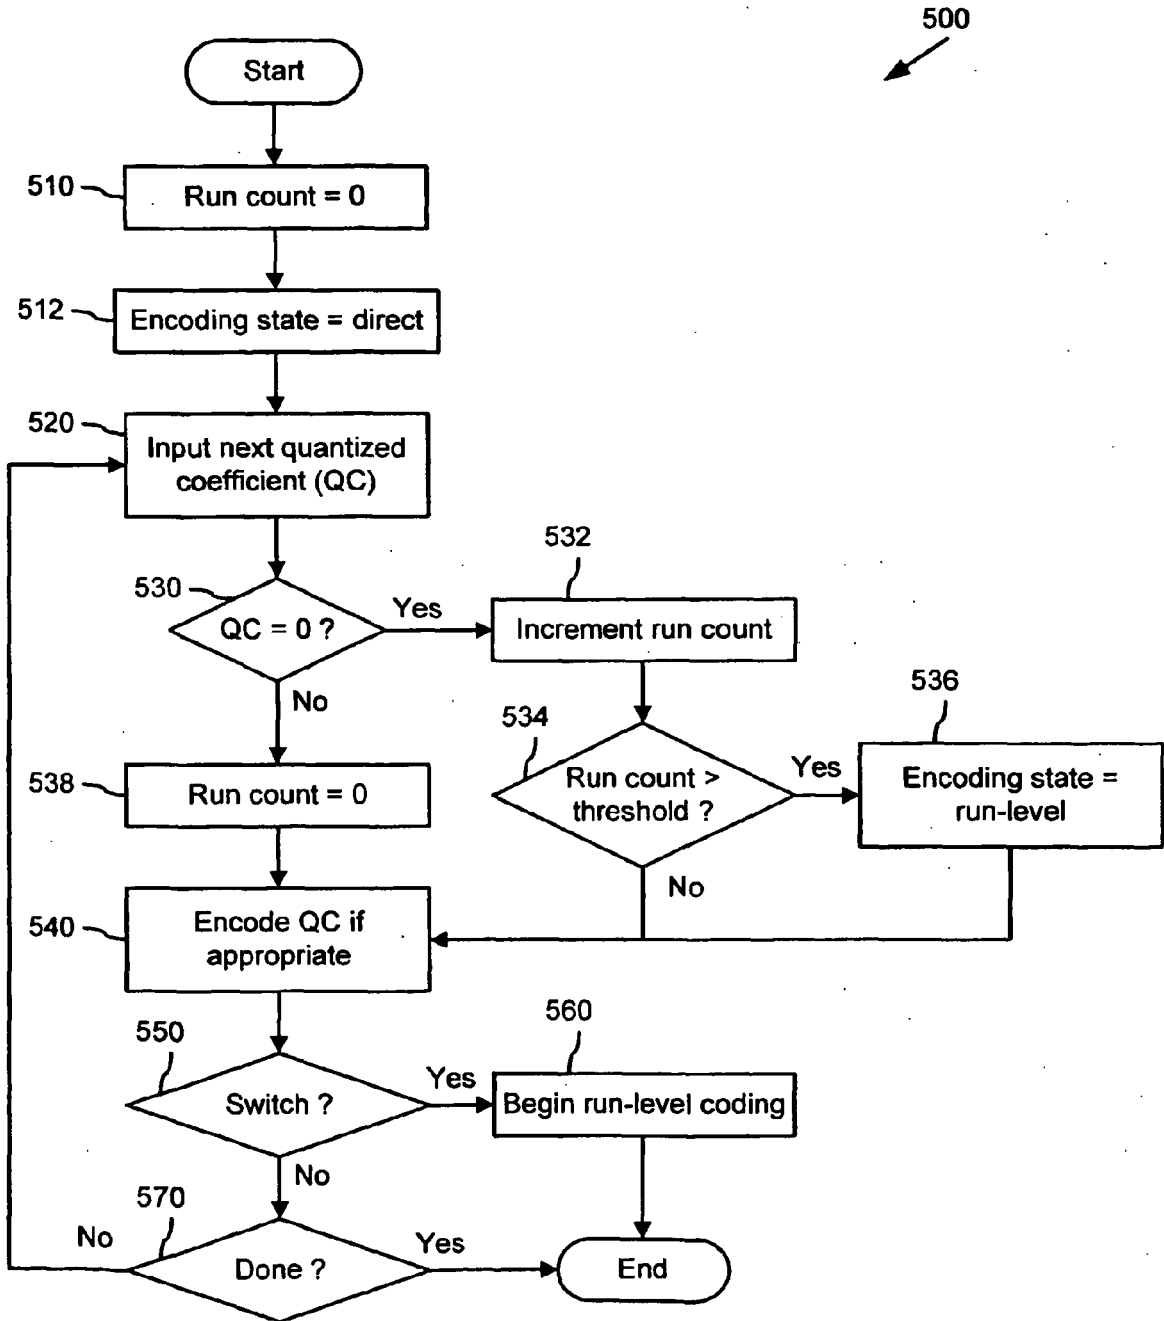 500
Start
510
Run count = 0
512
Encoding state = direct
520
Input next quantized
coefficient (QC)
530
QC = 0 ?
Yes
532
Increment run count
No
534
Run count >
threshold ?
Yes
536
Encoding state =
run-level
538
Run count = 0
No
540
Encode QC if
appropriate
550
Switch ?
Yes
560
Begin run-level coding
No
570
Done ?
No
Yes
End